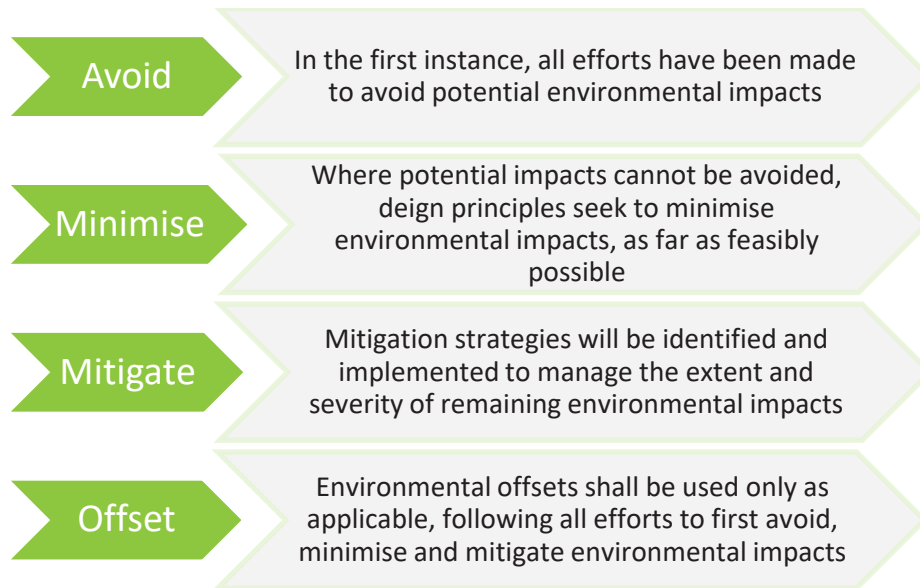 Avoid
In the first instance, all efforts have been made
to avoid potential environmental impacts
Minimise
Where potential impacts cannot be avoided,
deign principles seek to minimise
environmental impacts, as far as feasibly
possible
Mitigate
Mitigation strategies will be identified and
implemented to manage the extent and
severity of remaining environmental impacts
Offset
Environmental offsets shall be used only as
applicable, following all efforts to first avoid,
minimise and mitigate environmental impacts